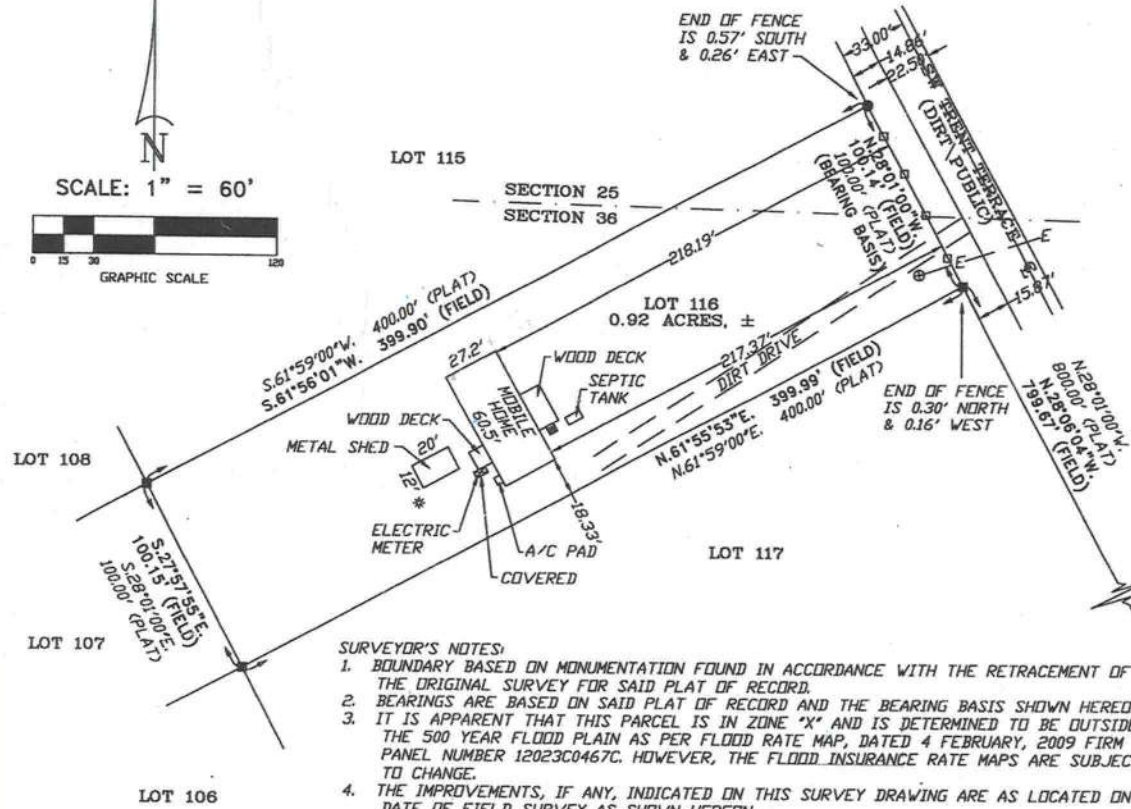 END OF FENCE
IS 0.57' SOUTH
& 0.26' EAST
33.00'
14.86'
22.59'
SW TRENT TERRACE
(DIRT\PUBLIC)
N
SCALE: 1" = 60'
0 15 30 120
GRAPHIC SCALE
LOT 115
SECTION 25
SECTION 36
N.28°01'00"W.
100.14' (FIELD)
100.00' (PLAT)
(BEARING BASIS)
E
E
15.87'
218.19'
LOT 116
0.92 ACRES, ±
S.61°59'00"W. 400.00' (PLAT)
S.61°56'01"W. 399.90' (FIELD)
27.2'
WOOD DECK
SEPTIC
TANK
217.37'
DIRT DRIVE
MOBILE
HOME
60.5'
N.61°55'53"E. 399.99' (FIELD)
N.61°59'00"E. 400.00' (PLAT)
END OF FENCE
IS 0.30' NORTH
& 0.16' WEST
N.28°01'00"W.
800.00' (PLAT)
N.28°06'04"W.
799.67' (FIELD)
WOOD DECK
METAL SHED
20'
12'
18.33'
LOT 108
ELECTRIC
METER
A/C PAD
COVERED
LOT 117
S.27°57'55"E.
100.15' (FIELD)
S.28°01'00"E.
100.00' (PLAT)
LOT 107
SURVEYOR'S NOTES:
1. BOUNDARY BASED ON MONUMENTATION FOUND IN ACCORDANCE WITH THE RETRACEMENT OF
THE ORIGINAL SURVEY FOR SAID PLAT OF RECORD.
2. BEARINGS ARE BASED ON SAID PLAT OF RECORD AND THE BEARING BASIS SHOWN HEREO
3. IT IS APPARENT THAT THIS PARCEL IS IN ZONE "X" AND IS DETERMINED TO BE OUTSIDE
THE 500 YEAR FLOOD PLAIN AS PER FLOOD RATE MAP, DATED 4 FEBRUARY, 2009 FIRM
PANEL NUMBER 12023C0467C. HOWEVER, THE FLOOD INSURANCE RATE MAPS ARE SUBJEC
TO CHANGE.
4. THE IMPROVEMENTS, IF ANY, INDICATED ON THIS SURVEY DRAWING ARE AS LOCATED ON
DATE OF FIELD SURVEY AS SHOWN HEREON.
LOT 106